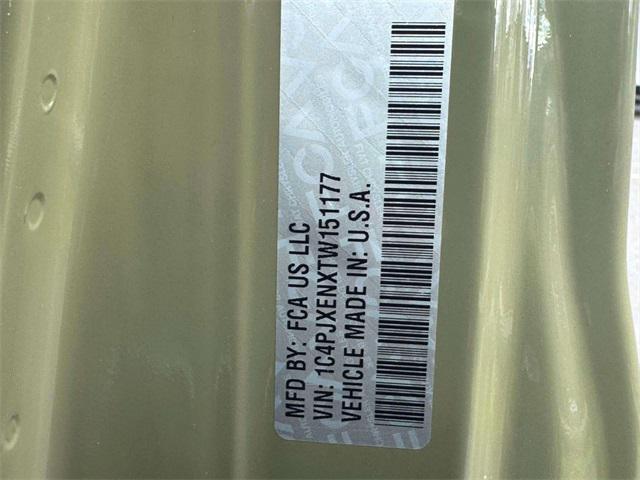 MFD BY: FCA US LLC
VIN: 1C4PJXENXTW151177
VEHICLE MADE IN: U.S.A.